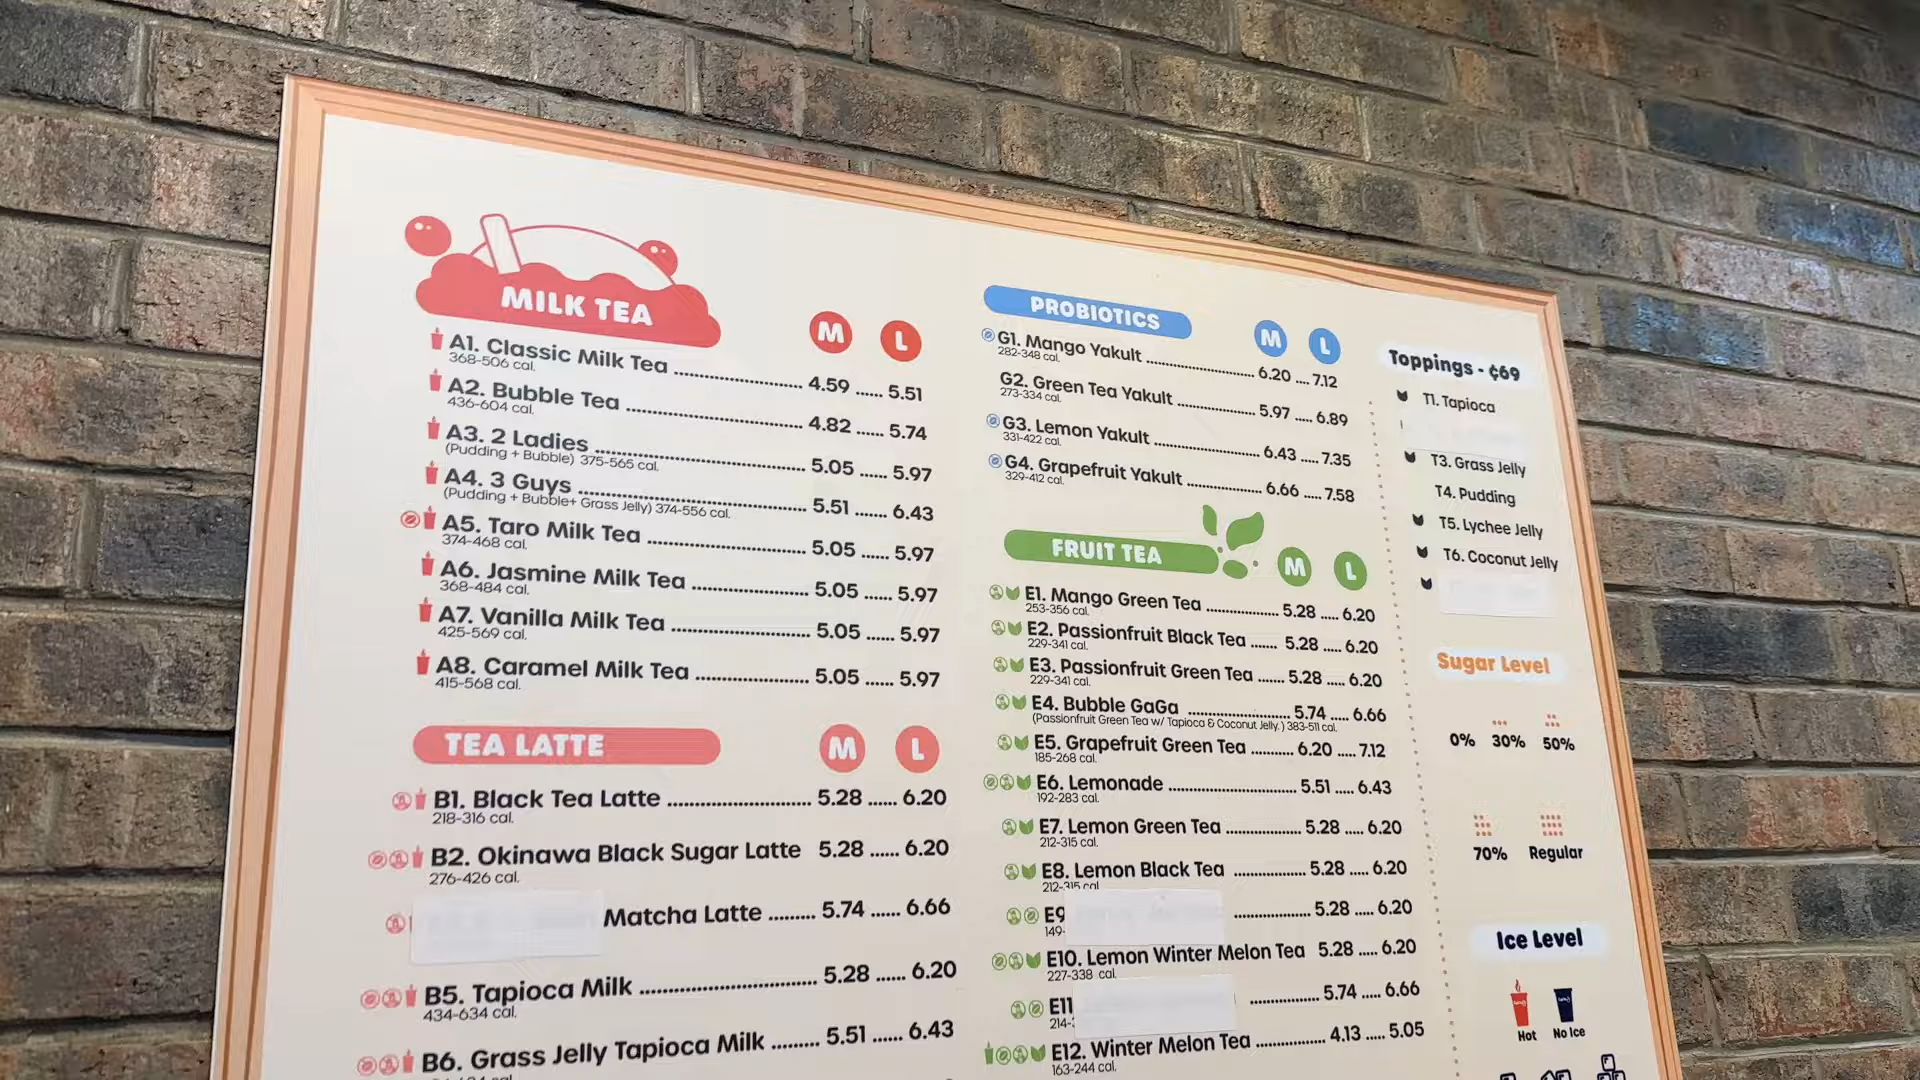 MILK TEA
M L
A1. Classic Milk Tea ........ 4.59 ...... 5.51
368-506 cal.
A2. Bubble Tea ........ 4.82 ...... 5.74
436-604 cal.
A3. 2 Ladies ........ 5.05 ...... 5.97
(Pudding + Bubble) 375-565 cal.
A4. 3 Guys ........ 5.51 ....... 6.43
(Pudding + Bubble+ Grass Jelly) 374-556 cal.
A5. Taro Milk Tea ........ 5.05 ...... 5.97
374-468 cal.
A6. Jasmine Milk Tea ........ 5.05 ...... 5.97
368-484 cal.
A7. Vanilla Milk Tea ........ 5.05 ...... 5.97
425-569 cal.
A8. Caramel Milk Tea ........ 5.05 ...... 5.97
415-568 cal.
TEA LATTE
M L
B1. Black Tea Latte ........ 5.28 ...... 6.20
218-316 cal.
B2. Okinawa Black Sugar Latte 5.28 ...... 6.20
276-426 cal.
Matcha Latte ......... 5.74 ...... 6.66
B5. Tapioca Milk ........ 5.28 ...... 6.20
434-634 cal.
B6. Grass Jelly Tapioca Milk ......... 5.51 ...... 6.43
PROBIOTICS
M L
G1. Mango Yakult ........ 6.20 .... 7.12
282-348 cal.
G2. Green Tea Yakult ........ 5.97 .... 6.89
273-334 cal.
G3. Lemon Yakult ........ 6.43 ..... 7.35
331-422 cal.
G4. Grapefruit Yakult ........ 6.66 ..... 7.58
329-412 cal.
FRUIT TEA
M L
E1. Mango Green Tea ........ 5.28 ..... 6.20
253-356 cal.
E2. Passionfruit Black Tea ....... 5.28 ..... 6.20
229-341 cal.
E3. Passionfruit Green Tea ....... 5.28 ..... 6.20
229-341 cal.
E4. Bubble GaGa ........ 5.74 ..... 6.66
(Passionfruit Green Tea w/ Tapioca & Coconut Jelly.) 383-511 cal.
E5. Grapefruit Green Tea .......... 6.20 ..... 7.12
185-268 cal.
E6. Lemonade ........ 5.51 ..... 6.43
192-283 cal.
E7. Lemon Green Tea ........ 5.28 ..... 6.20
212-315 cal.
E8. Lemon Black Tea ........ 5.28 ..... 6.20
212-315 cal
E9 ........ 5.28 ..... 6.20
149-
E10. Lemon Winter Melon Tea 5.28 ..... 6.20
227-338 cal.
E11 ........ 5.74 ..... 6.66
214-
E12. Winter Melon Tea ........ 4.13 ..... 5.05
163-244 cal.
Toppings - ¢69
T1. Tapioca
T3. Grass Jelly
T4. Pudding
T5. Lychee Jelly
T6. Coconut Jelly
Sugar Level
0% 30% 50%
70% Regular
Ice Level
Hot No Ice